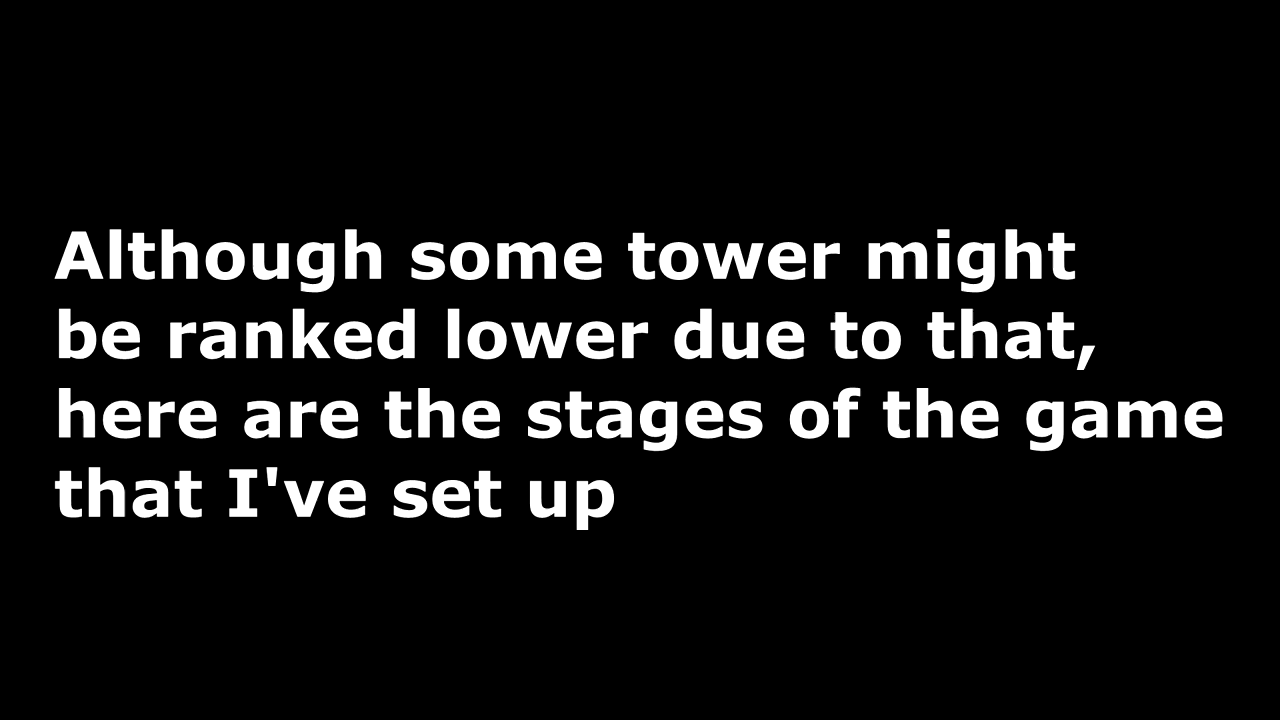 Although some tower might
be ranked lower due to that,
here are the stages of the game
that I've set up